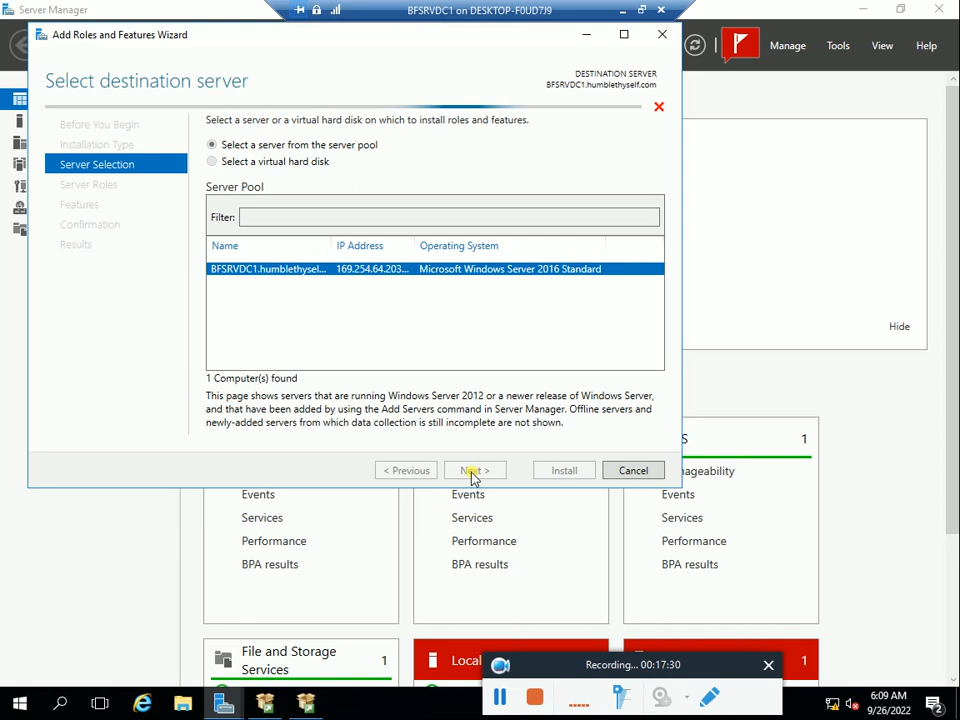 Server Manager
BFSRVDC1 on DESKTOP-F0UD7J9
Add Roles and Features Wizard
Manage
Tools
View
Help
Select destination server
DESTINATION SERVER
BFSRVDC1.humblethyself.com
Before You Begin
Installation Type
Server Selection
Server Roles
Features
Confirmation
Results
Select a server or a virtual hard disk on which to install roles and features.
Select a server from the server pool
Select a virtual hard disk
Server Pool
Filter:
Name
IP Address
Operating System
BFSRVDC1.humblethysel...
169.254.64.203...
Microsoft Windows Server 2016 Standard
Hide
1 Computer(s) found
This page shows servers that are running Windows Server 2012 or a newer release of Windows Server,
and that have been added by using the Add Servers command in Server Manager. Offline servers and
newly-added servers from which data collection is still incomplete are not shown.
< Previous
Next >
Install
Cancel
S
1
nageability
Events
Services
Performance
BPA results
Events
Services
Performance
BPA results
Events
Services
Performance
BPA results
File and Storage
Services
1
Local
1
Recording... 00:17:30
6:09 AM
9/26/2022
2